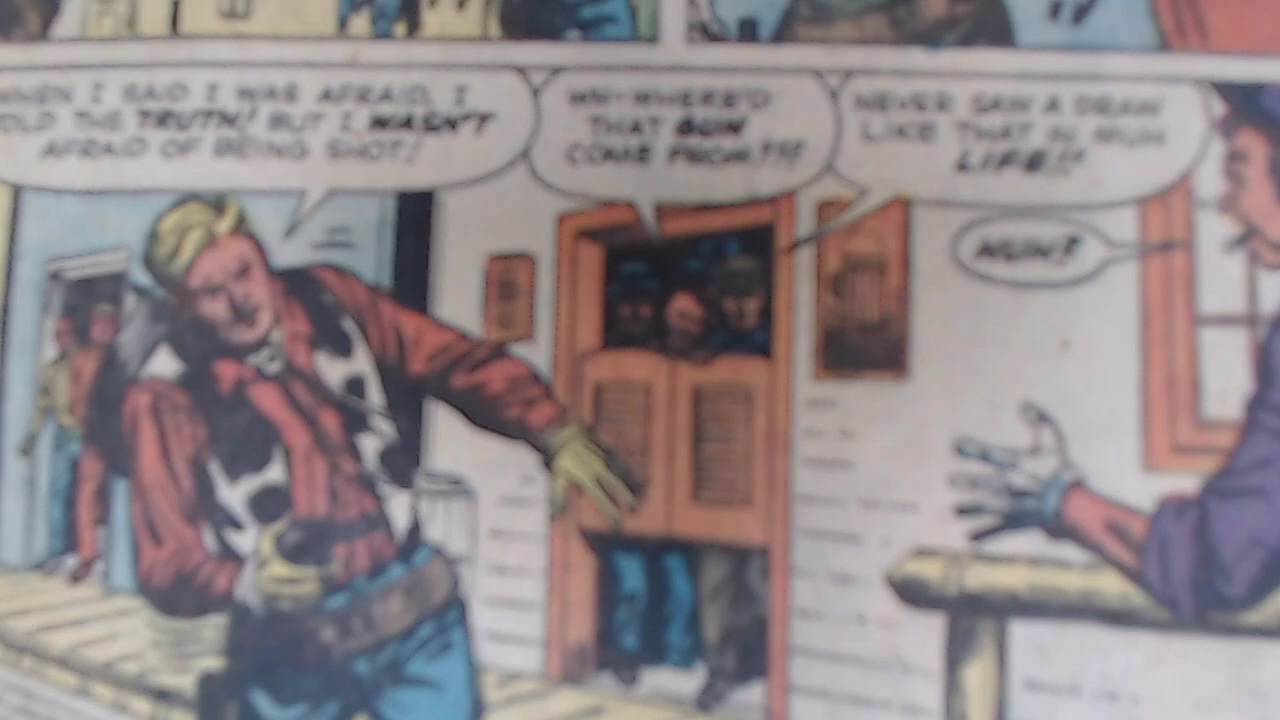 WHEN I SAID I WAS AFRAID, I
TOLD THE TRUTH! BUT I WASN'T
AFRAID OF BEING SHOT!
WH-WHERE'D
THAT GUN
COME FROM?!!
NEVER SAW A DRAW
LIKE THAT IN MUH
LIFE!!
HUH?